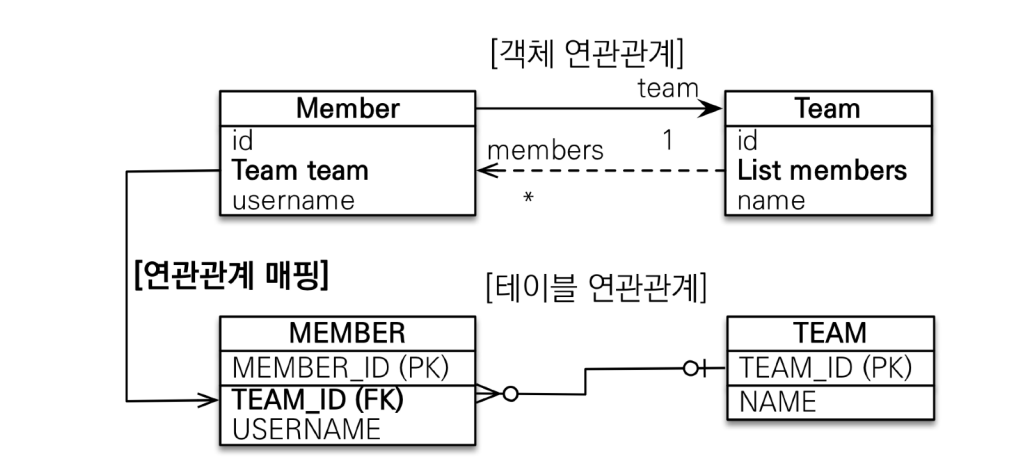 [객체 연관관계]
team
Member
Team
id
Team team
username
members
1
*
id
List members
name
[연관관계 매핑]
[테이블 연관관계]
MEMBER
MEMBER_ID (PK)
TEAM_ID (FK)
USERNAME
TEAM
TEAM_ID (PK)
NAME